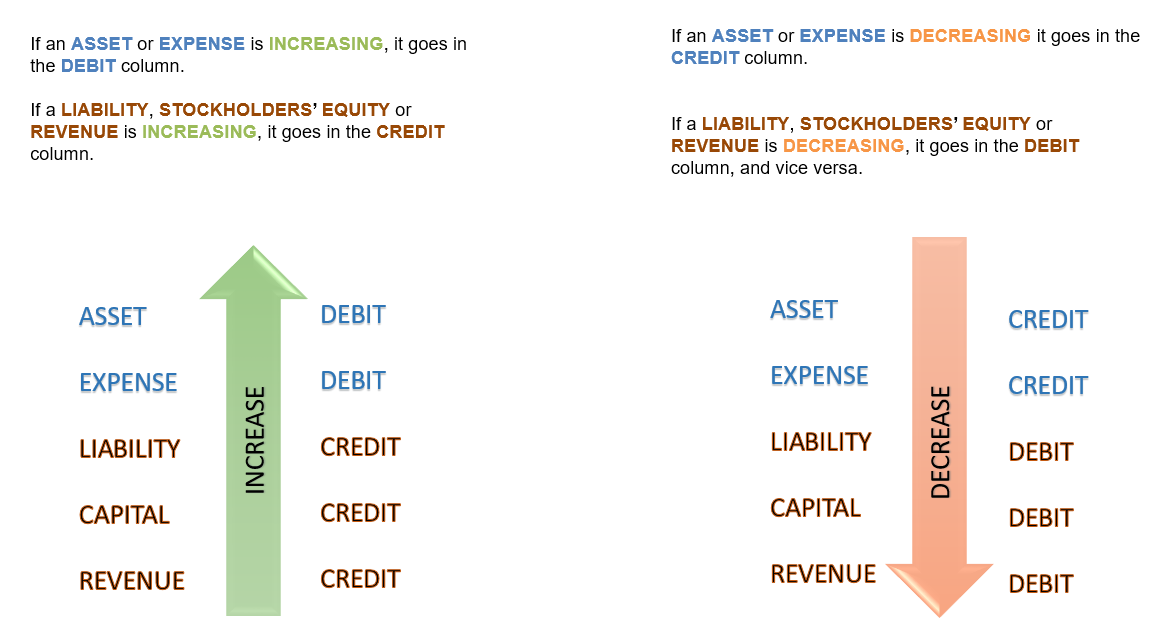 If an ASSET or EXPENSE is INCREASING, it goes in
the DEBIT column.
If a LIABILITY, STOCKHOLDERS’ EQUITY or
REVENUE is INCREASING, it goes in the CREDIT
column.
ASSET
DEBIT
EXPENSE
DEBIT
LIABILITY
CREDIT
CAPITAL
CREDIT
REVENUE
CREDIT
INCREASE
If an ASSET or EXPENSE is DECREASING it goes in the
CREDIT column.
If a LIABILITY, STOCKHOLDERS’ EQUITY or
REVENUE is DECREASING, it goes in the DEBIT
column, and vice versa.
ASSET
CREDIT
EXPENSE
CREDIT
LIABILITY
DEBIT
CAPITAL
DEBIT
REVENUE
DEBIT
DECREASE